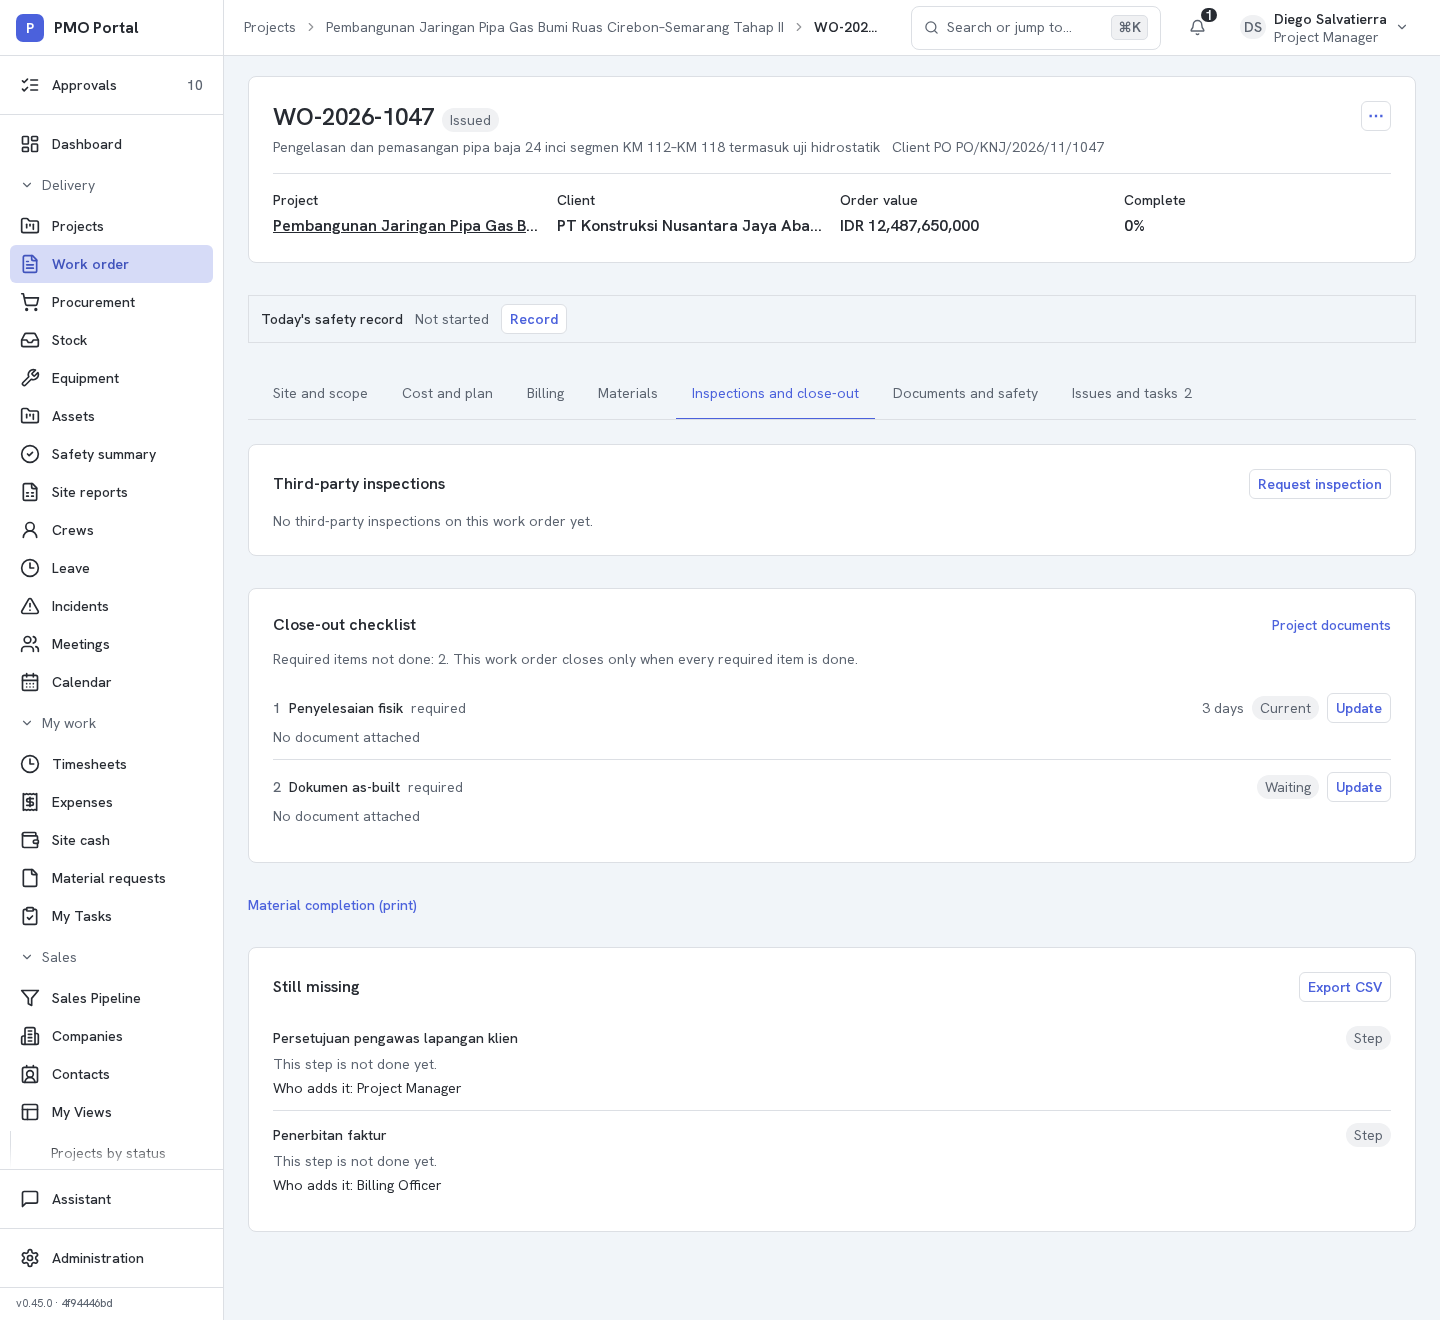 P PMO Portal
Projects > Pembangunan Jaringan Pipa Gas Bumi Ruas Cirebon–Semarang Tahap II > WO-202...
Search or jump to... ⌘K
1
DS Diego Salvatierra
Project Manager
Approvals 10
Dashboard
Delivery
Projects
Work order
Procurement
Stock
Equipment
Assets
Safety summary
Site reports
Crews
Leave
Incidents
Meetings
Calendar
My work
Timesheets
Expenses
Site cash
Material requests
My Tasks
Sales
Sales Pipeline
Companies
Contacts
My Views
Projects by status
Assistant
Administration
v0.45.0 · 4f94446bd
WO-2026-1047 Issued
Pengelasan dan pemasangan pipa baja 24 inci segmen KM 112–KM 118 termasuk uji hidrostatik Client PO PO/KNJ/2026/11/1047
Project Client Order value Complete
Pembangunan Jaringan Pipa Gas B... PT Konstruksi Nusantara Jaya Aba... IDR 12,487,650,000 0%
Today's safety record Not started Record
Site and scope Cost and plan Billing Materials Inspections and close-out Documents and safety Issues and tasks 2
Third-party inspections Request inspection
No third-party inspections on this work order yet.
Close-out checklist Project documents
Required items not done: 2. This work order closes only when every required item is done.
1 Penyelesaian fisik required 3 days Current Update
No document attached
2 Dokumen as-built required Waiting Update
No document attached
Material completion (print)
Still missing Export CSV
Persetujuan pengawas lapangan klien Step
This step is not done yet.
Who adds it: Project Manager
Penerbitan faktur Step
This step is not done yet.
Who adds it: Billing Officer